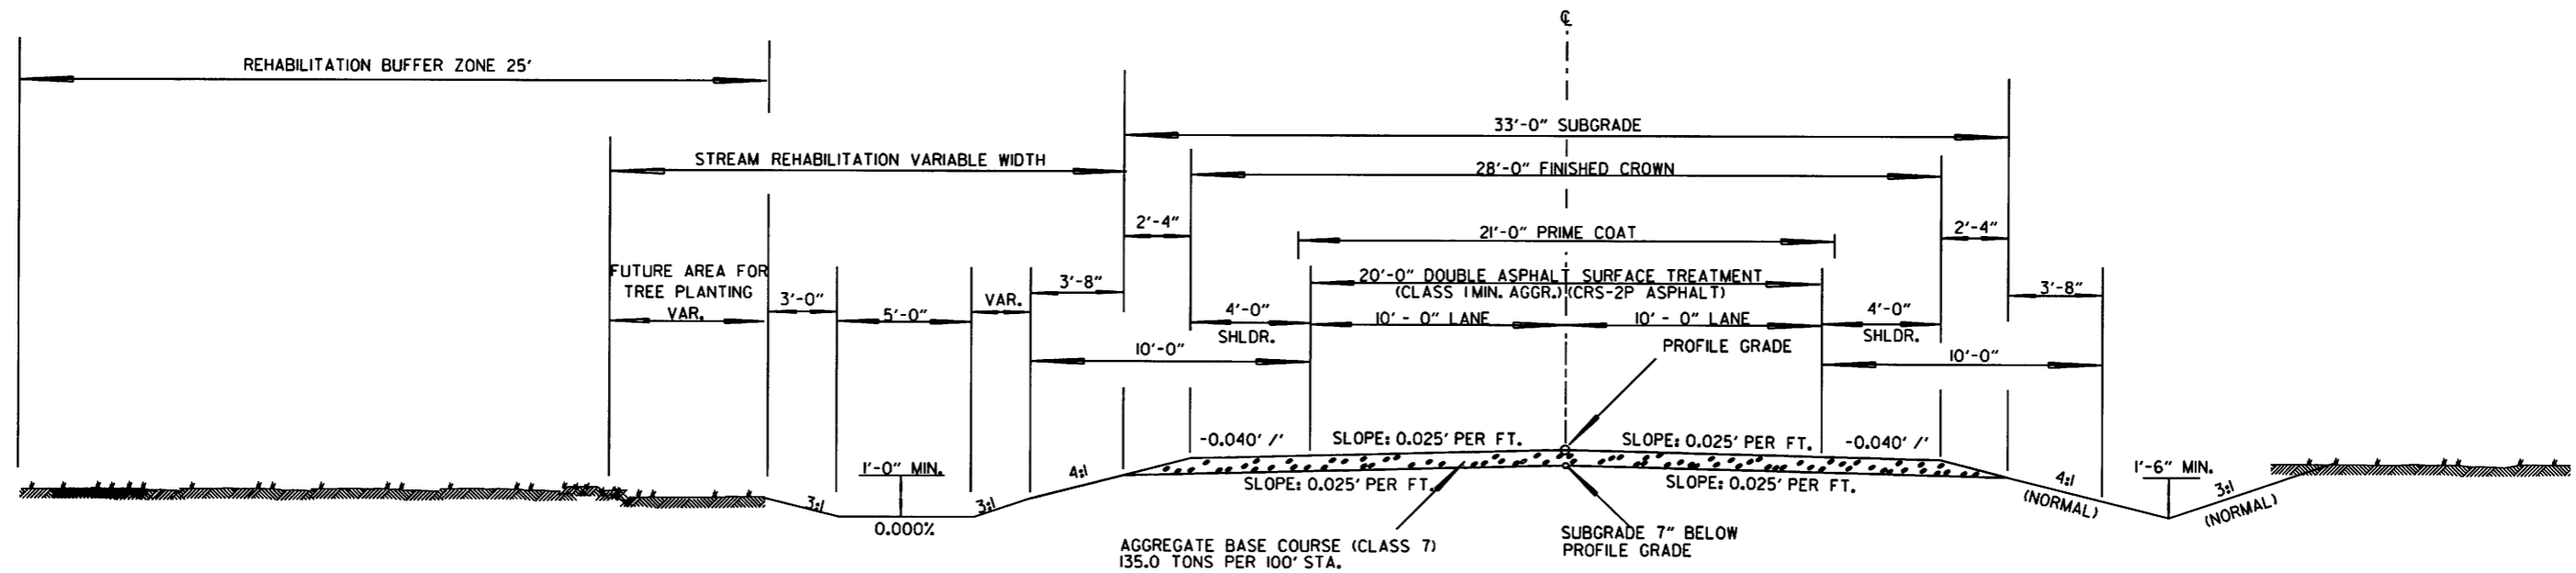 ℄
REHABILITATION BUFFER ZONE 25'
33'-0" SUBGRADE
STREAM REHABILITATION VARIABLE WIDTH
28'-0" FINISHED CROWN
2'-4"
21'-0" PRIME COAT
2'-4"
FUTURE AREA FOR
TREE PLANTING
VAR.
3'-0"
5'-0"
VAR.
3'-8"
20'-0" DOUBLE ASPHALT SURFACE TREATMENT
(CLASS 1 MIN. AGGR.) (CRS-2P ASPHALT)
3'-8"
4'-0"
SHLDR.
10' - 0" LANE
10' - 0" LANE
4'-0"
SHLDR.
10'-0"
PROFILE GRADE
10'-0"
-0.040' /'
SLOPE: 0.025' PER FT.
SLOPE: 0.025' PER FT.
-0.040' /'
1'-0" MIN.
4:1
SLOPE: 0.025' PER FT.
SLOPE: 0.025' PER FT.
4:1
(NORMAL)
1'-6" MIN.
3:1
(NORMAL)
3:1
0.000%
3:1
AGGREGATE BASE COURSE (CLASS 7)
135.0 TONS PER 100' STA.
SUBGRADE 7" BELOW
PROFILE GRADE